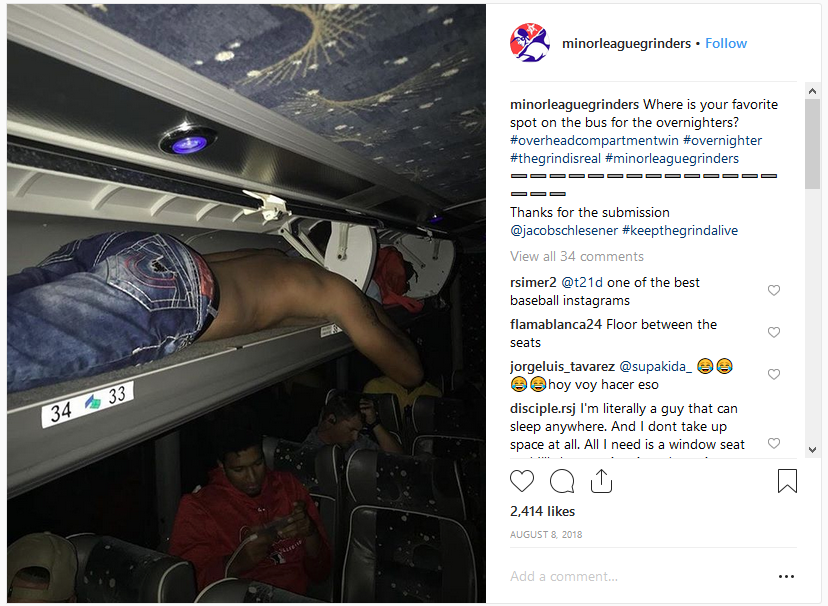 minorleaguegrinders • Follow
minorleaguegrinders Where is your favorite
spot on the bus for the overnighters?
#overheadcompartmentwin #overnighter
#thegrindisreal #minorleaguegrinders
Thanks for the submission
@jacobschlesener #keepthegrindalive
View all 34 comments
rsimer2 @t21d one of the best
baseball instagrams
flamablanca24 Floor between the
seats
jorgeluis_tavarez @supakida_ 😂😂
😂😂hoy voy hacer eso
disciple.rsj I'm literally a guy that can
sleep anywhere. And I dont take up
space at all. All I need is a window seat
2,414 likes
AUGUST 8, 2018
Add a comment...
34 33